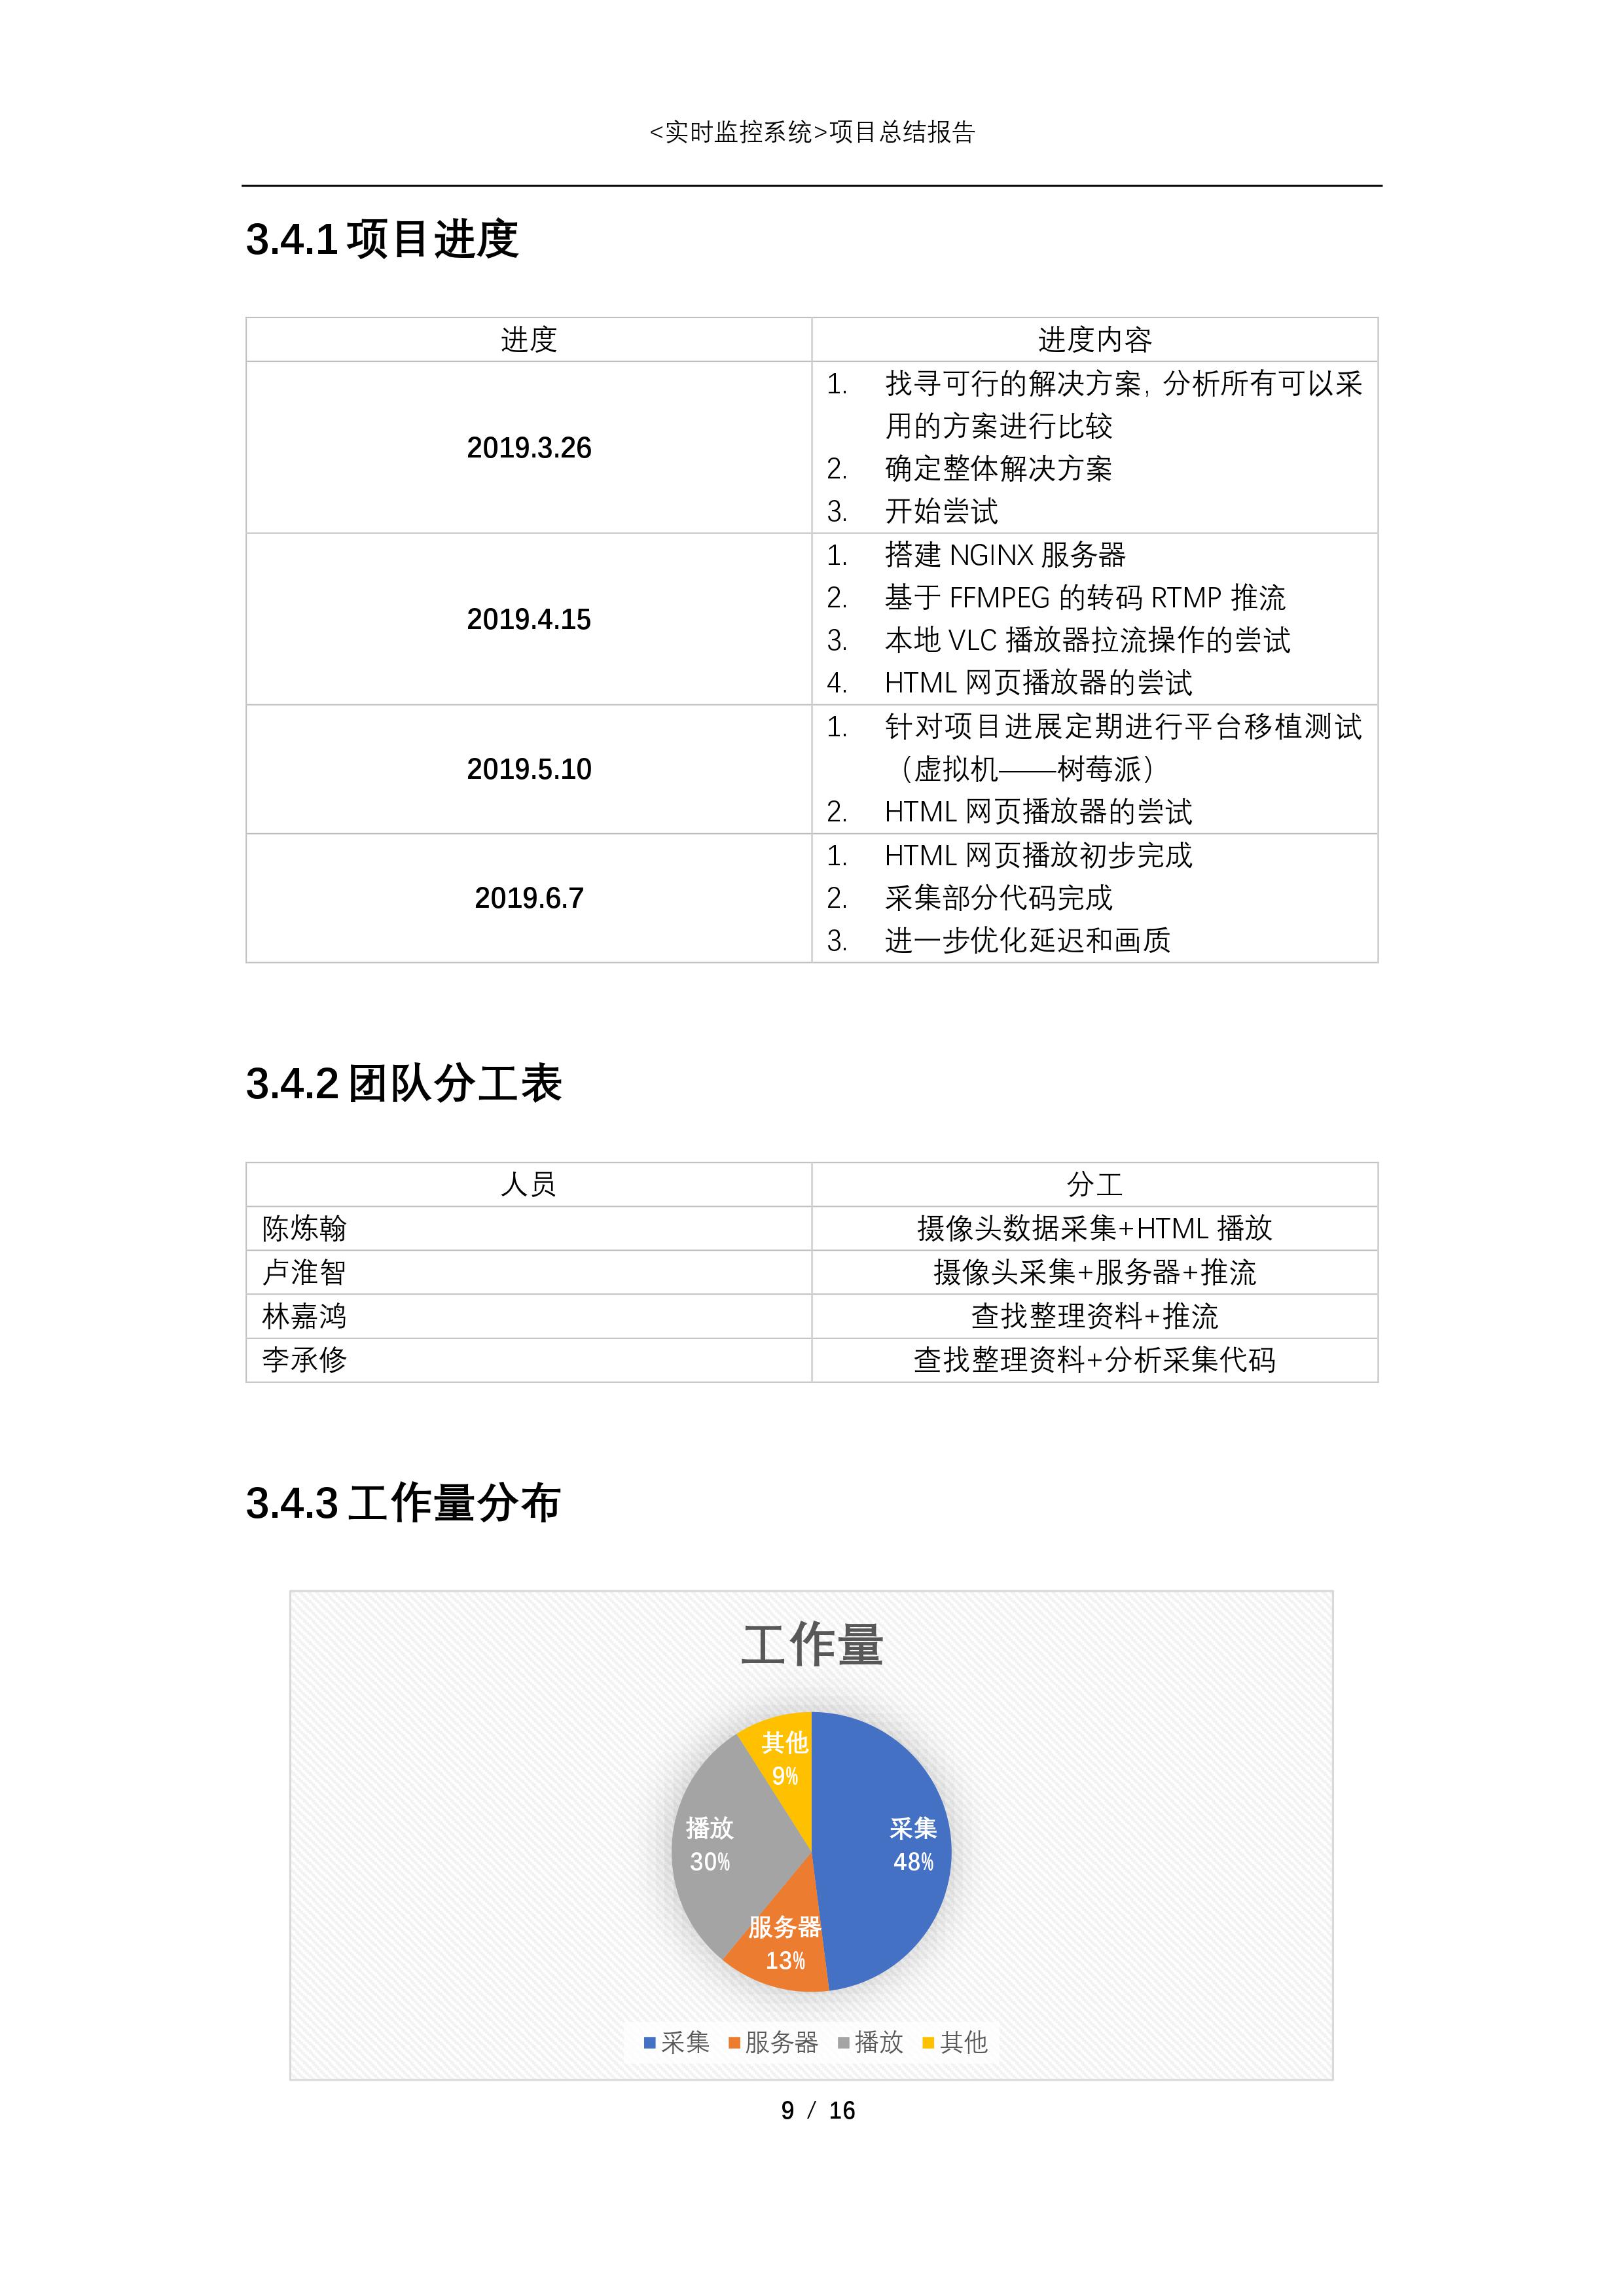 <实时监控系统>项目总结报告
3.4.1项目进度
进度 进度内容
2019.3.26
1. 找寻可行的解决方案，分析所有可以采
用的方案进行比较
2. 确定整体解决方案
3. 开始尝试
2019.4.15
1. 搭建 NGINX 服务器
2. 基于 FFMPEG 的转码 RTMP 推流
3. 本地 VLC 播放器拉流操作的尝试
4. HTML 网页播放器的尝试
2019.5.10
1. 针对项目进展定期进行平台移植测试
（虚拟机——树莓派）
2. HTML 网页播放器的尝试
2019.6.7
1. HTML 网页播放初步完成
2. 采集部分代码完成
3. 进一步优化延迟和画质
3.4.2团队分工表
人员 分工
陈炼翰 摄像头数据采集+HTML 播放
卢淮智 摄像头采集+服务器+推流
林嘉鸿 查找整理资料+推流
李承修 查找整理资料+分析采集代码
3.4.3工作量分布
工作量
其他
9%
播放
30%
采集
48%
服务器
13%
采集 服务器 播放 其他
9 / 16